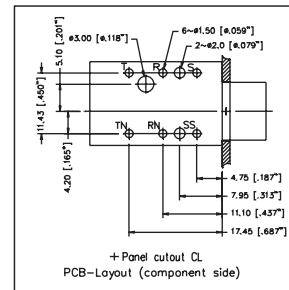 ø3.00 [ø.118"]
6-ø1.50 [ø.059"]
2-ø2.0 [ø.079"]
5.10 [.201"]
11.43 [.450"]
4.20 [.165"]
T R S
TN RN SS
4.75 [.187"]
7.95 [.313"]
11.10 [.437"]
17.45 [.687"]
+ Panel cutout CL
PCB-Layout (component side)